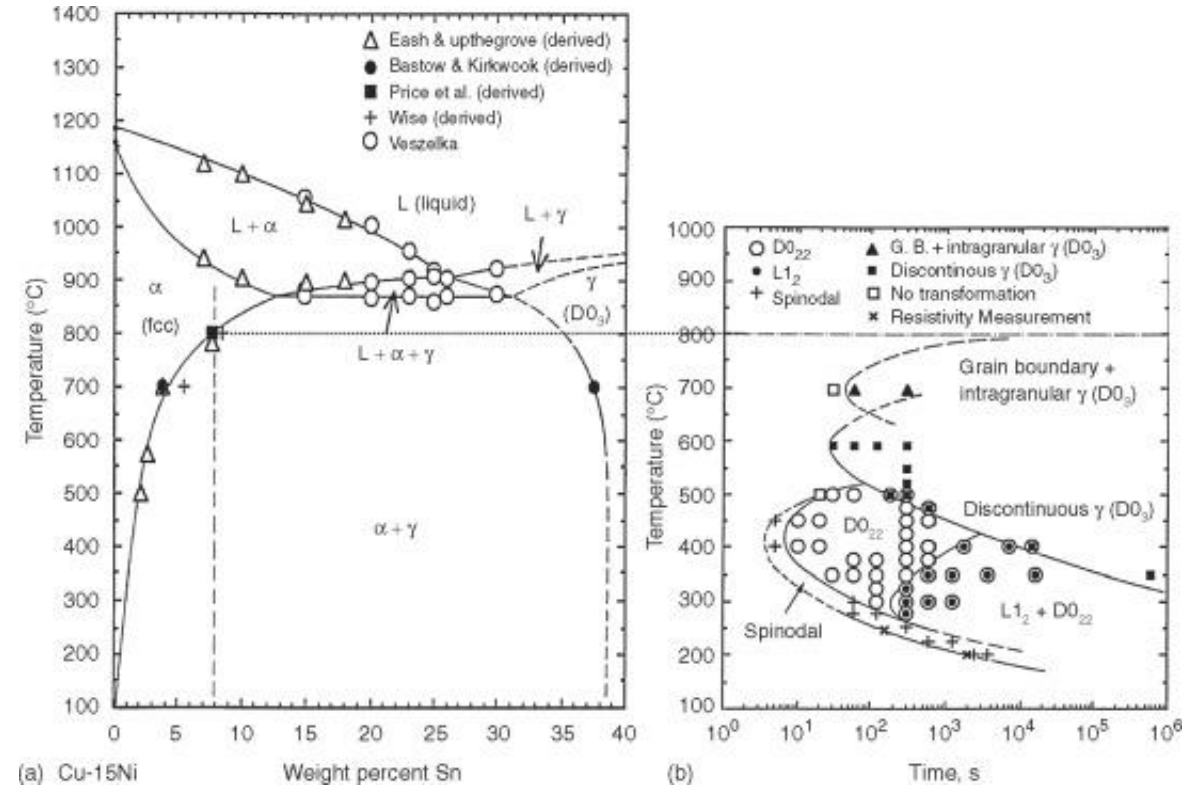 1400
1300
1200
1100
1000
900
800
700
600
500
400
300
200
100
Temperature (°C)
Eash & upthegrove (derived)
Bastow & Kirkwook (derived)
Price et al. (derived)
Wise (derived)
Veszelka
L (liquid)
L + α
L + γ
α
(fcc)
γ
(D0₃)
L + α + γ
α + γ
0 5 10 15 20 25 30 35 40
(a) Cu-15Ni Weight percent Sn
1000
900
800
700
600
500
400
300
200
100
Temperature (°C)
D0₂₂
L1₂
Spinodal
G. B. + intragranular γ (D0₃)
Discontinous γ (D0₃)
No transformation
Resistivity Measurement
Grain boundary +
intragranular γ (D0₃)
Discontinuous γ (D0₃)
D0₂₂
L1₂ + D0₂₂
Spinodal
10⁰ 10¹ 10² 10³ 10⁴ 10⁵ 10⁶
(b) Time, s